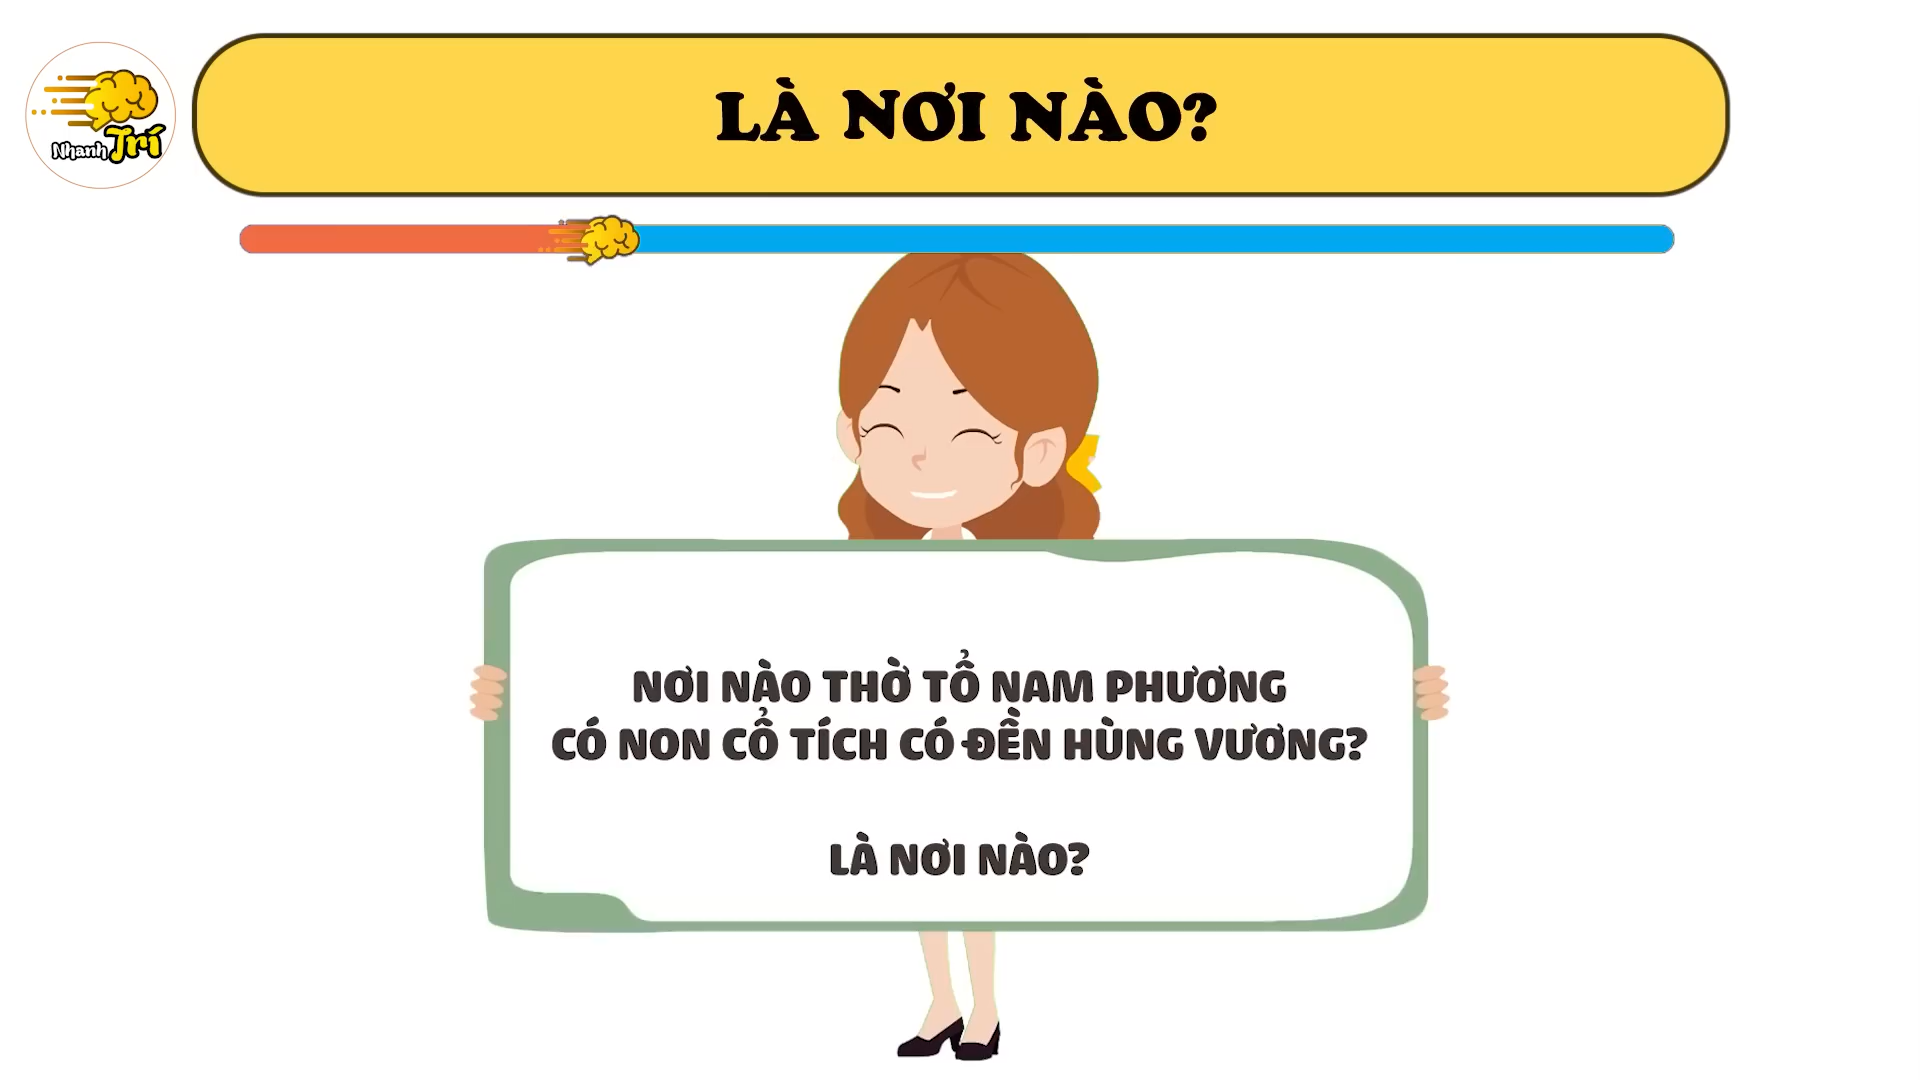 LÀ NƠI NÀO?
Nhanh Trí
NƠI NÀO THỜ TỔ NAM PHƯƠNG
CÓ NON CỔ TÍCH CÓ ĐỀN HÙNG VƯƠNG?
LÀ NƠI NÀO?